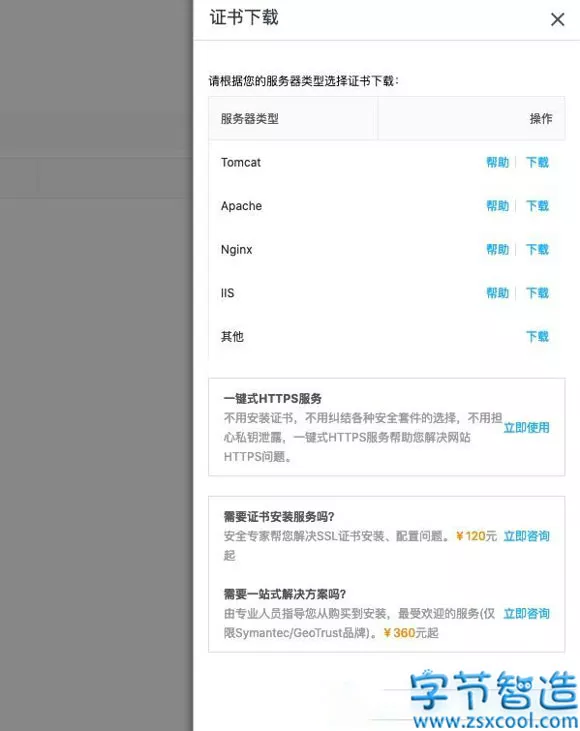 证书下载
请根据您的服务器类型选择证书下载：
服务器类型 操作
Tomcat 帮助 下载
Apache 帮助 下载
Nginx 帮助 下载
IIS 帮助 下载
其他 下载
一键式HTTPS服务
不用安装证书，不用纠结各种安全套件的选择，不用担
心私钥泄露，一键式HTTPS服务帮助您解决网站
HTTPS问题。
立即使用
需要证书安装服务吗?
安全专家帮您解决SSL证书安装、配置问题。¥120元
起
立即咨询
需要一站式解决方案吗?
由专业人员指导您从购买到安装，最受欢迎的服务(仅
限Symantec/GeoTrust品牌)。¥360元起
立即咨询
字节智造
www.zsxcool.com